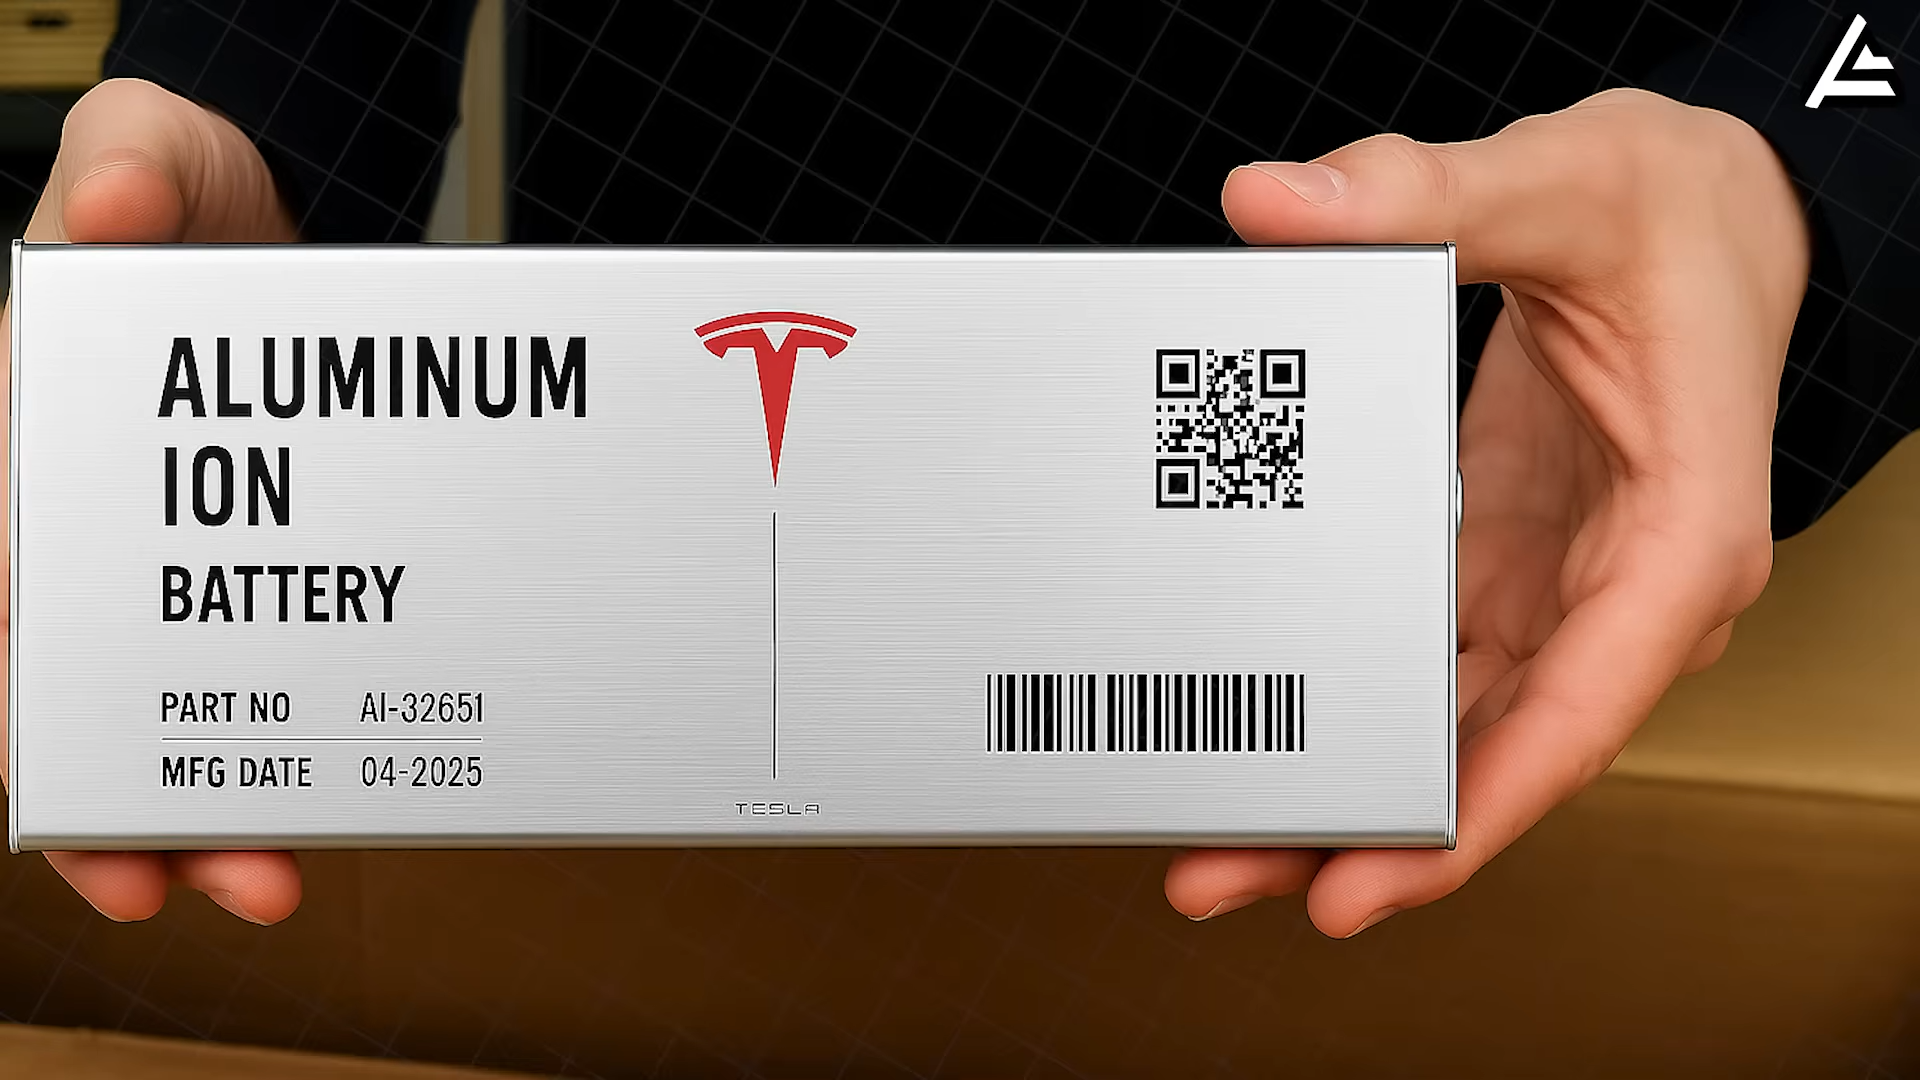 ALUMINUM
ION
BATTERY
PART NO AI-32651
MFG DATE 04-2025
TESLA